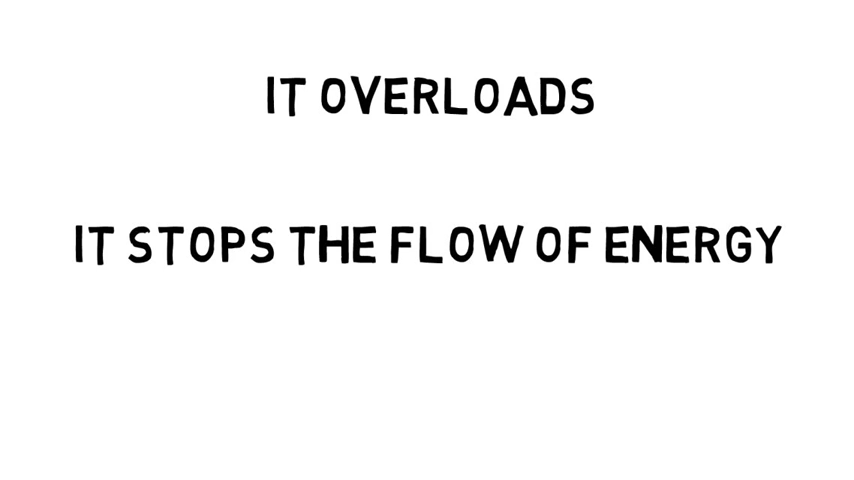 IT OVERLOADS
IT STOPS THE FLOW OF ENERGY